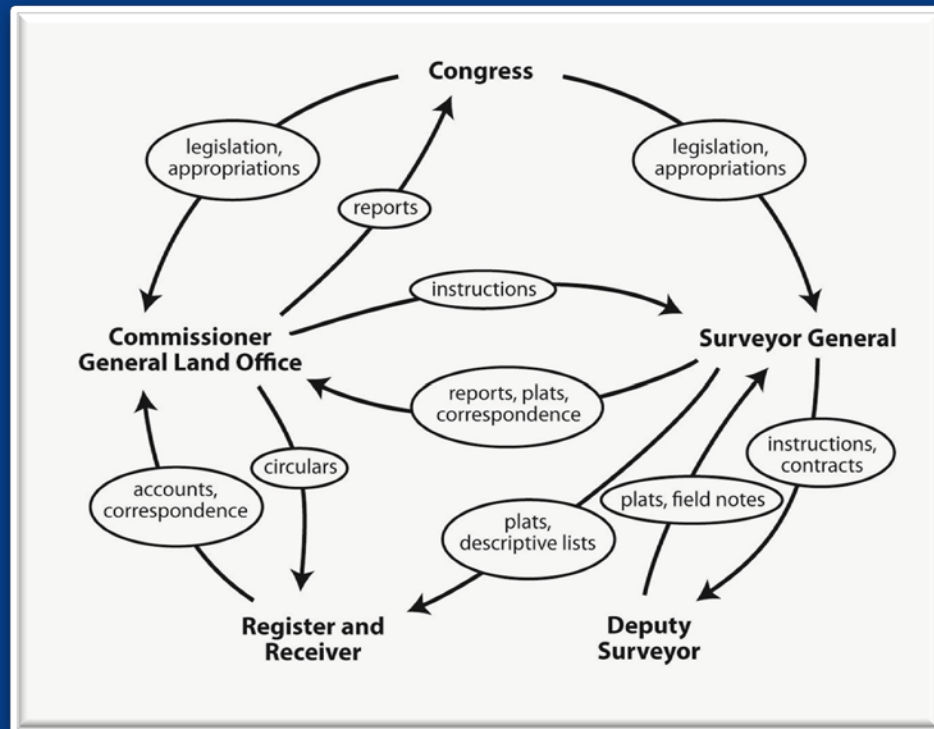 Congress
legislation,
appropriations
legislation,
appropriations
reports
instructions
Commissioner
General Land Office
Surveyor General
reports, plats,
correspondence
circulars
accounts,
correspondence
instructions,
contracts
plats, field notes
plats,
descriptive lists
Register and
Receiver
Deputy
Surveyor